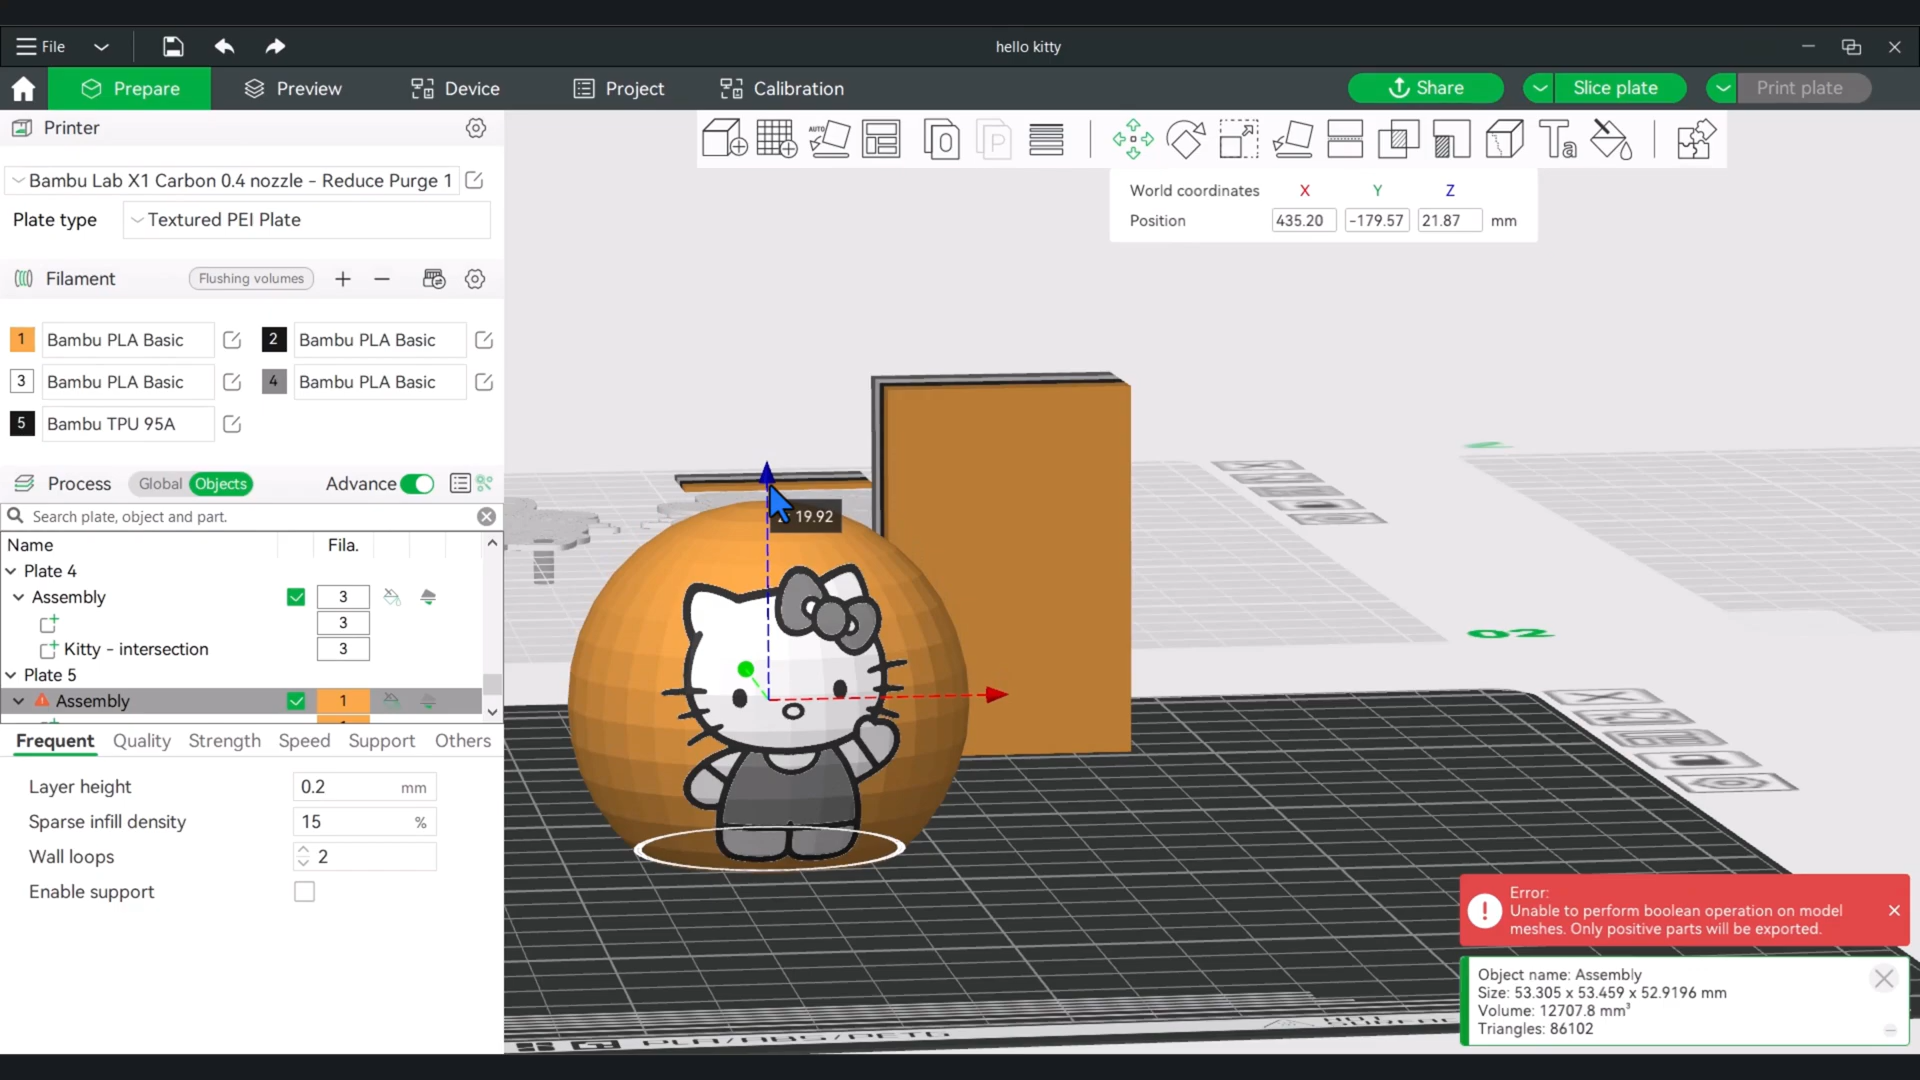 File
hello kitty
Prepare
Preview
Device
Project
Calibration
Share
Slice plate
Print plate
Printer
Bambu Lab X1 Carbon 0.4 nozzle - Reduce Purge 1
Plate type
Textured PEI Plate
AUTO
World coordinates X Y Z
Position 435.20 -179.57 21.87 mm
Filament Flushing volumes
1 Bambu PLA Basic 2 Bambu PLA Basic
3 Bambu PLA Basic 4 Bambu PLA Basic
5 Bambu TPU 95A
Process Global Objects Advance
Search plate, object and part.
Name Fila.
Plate 4
Assembly 3
3
Kitty - intersection 3
Plate 5
Assembly 1
Frequent Quality Strength Speed Support Others
Layer height 0.2 mm
Sparse infill density 15 %
Wall loops 2
Enable support
19.92
02
PLA/ABS/PETG
Error:
Unable to perform boolean operation on model
meshes. Only positive parts will be exported.
Object name: Assembly
Size: 53.305 x 53.459 x 52.9196 mm
Volume: 12707.8 mm³
Triangles: 86102